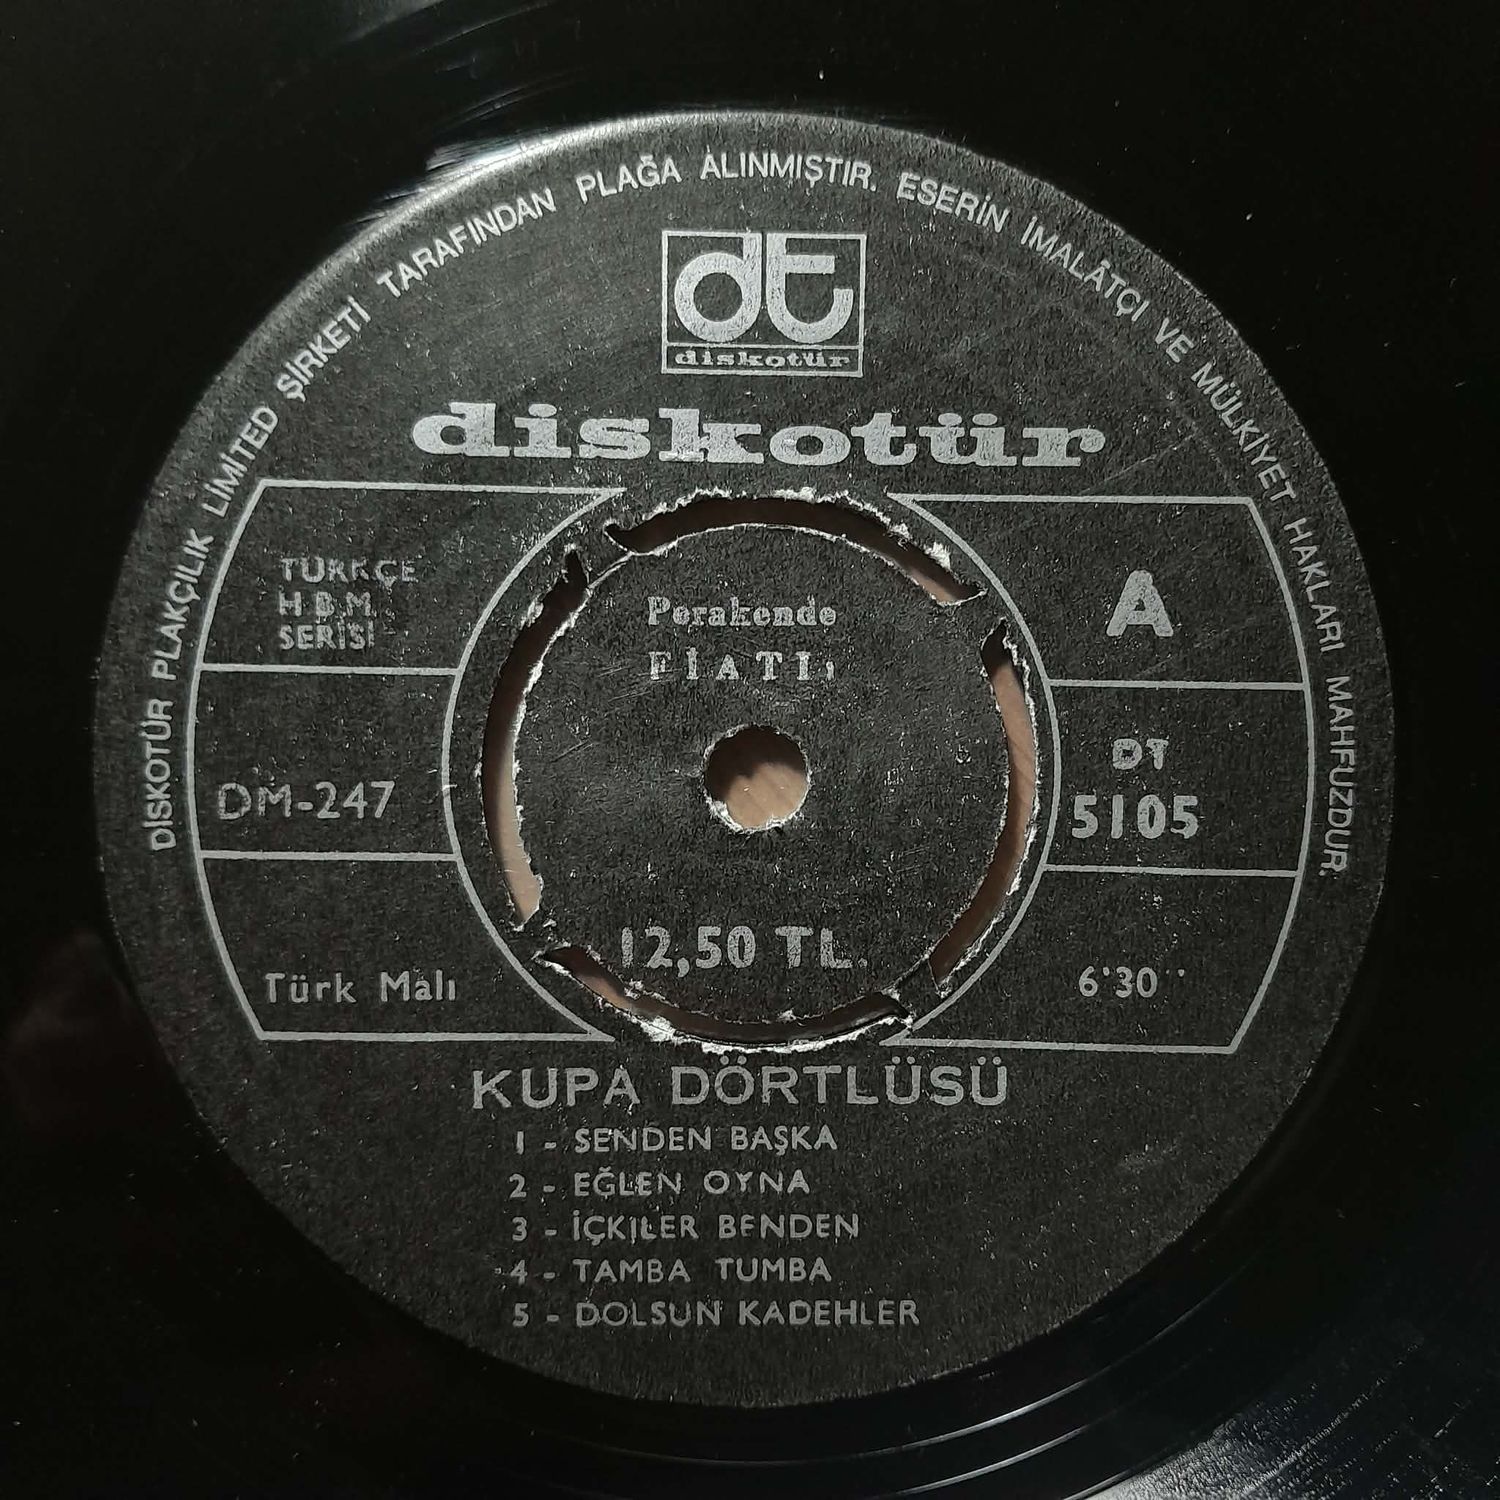 DİSKOTÜR PLAKÇILIK LİMİTED ŞİRKETİ TARAFINDAN PLAĞA ALINMIŞTIR. ESERİN İMALÂTÇI VE MÜLKİYET HAKLARI MAHFUZDUR.
dt
diskotür
diskotür
TÜRKÇE
H.B.M.
SERİSİ
Perakende
FİATI:
A
DM-247
DT
5105
12,50 TL.
Türk Malı
6'30''
KUPA DÖRTLÜSÜ
1 - SENDEN BAŞKA
2 - EĞLEN OYNA
3 - İÇKİLER BENDEN
4 - TAMBA TUMBA
5 - DOLSUN KADEHLER